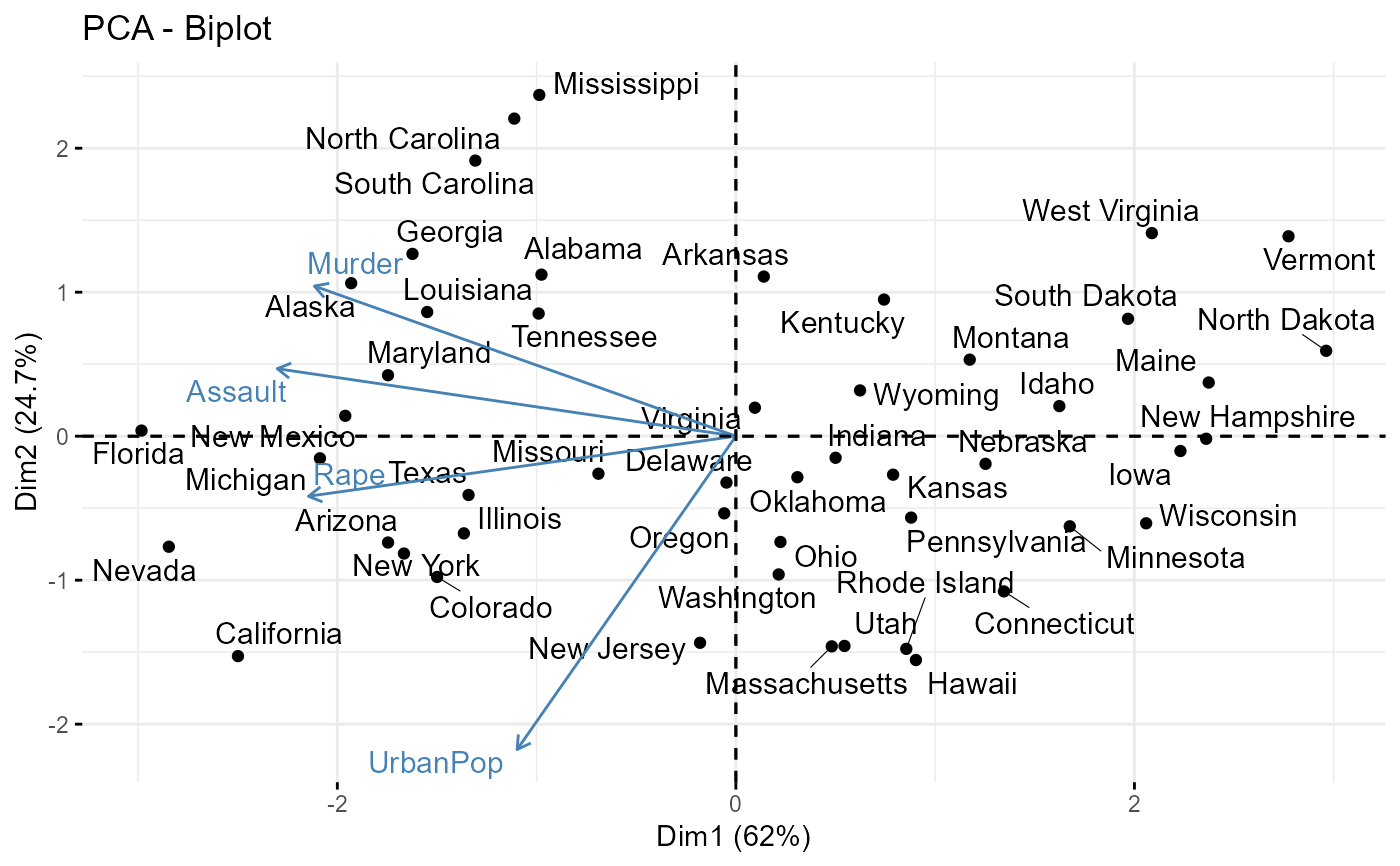 PCA - Biplot
Mississippi
North Carolina
2
South Carolina
West Virginia
Georgia
Alabama
Arkansas
Vermont
Murder
Louisiana
1
South Dakota
Alaska
North Dakota
Kentucky
Tennessee
Montana
Maryland
Maine
Idaho
Assault
Wyoming
Virginia
New Hampshire
0
New Mexico
Indiana
Nebraska
Florida
Missouri
Delaware
Rape
Texas
Iowa
Michigan
Kansas
Oklahoma
Arizona
Illinois
Wisconsin
Oregon
Pennsylvania
Ohio
Minnesota
New York
Nevada
-1
Rhode Island
Washington
Colorado
Utah
Connecticut
California
New Jersey
Massachusetts
Hawaii
-2
UrbanPop
-2
0
2
Dim1 (62%)
Dim2 (24.7%)